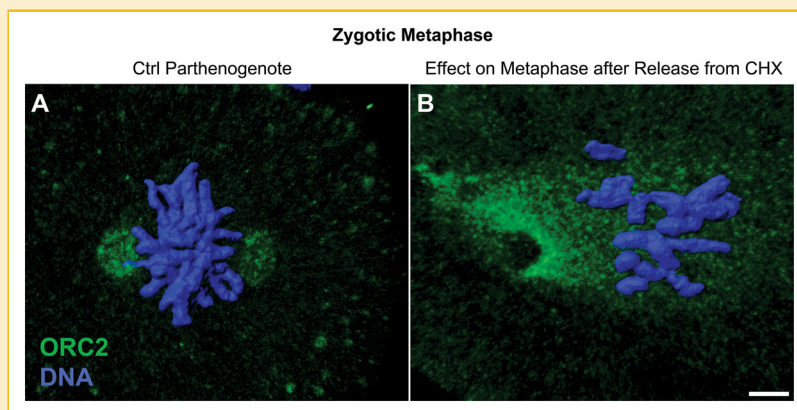 Zygotic Metaphase
Ctrl Parthenogenote
Effect on Metaphase after Release from CHX
A
B
ORC2
DNA